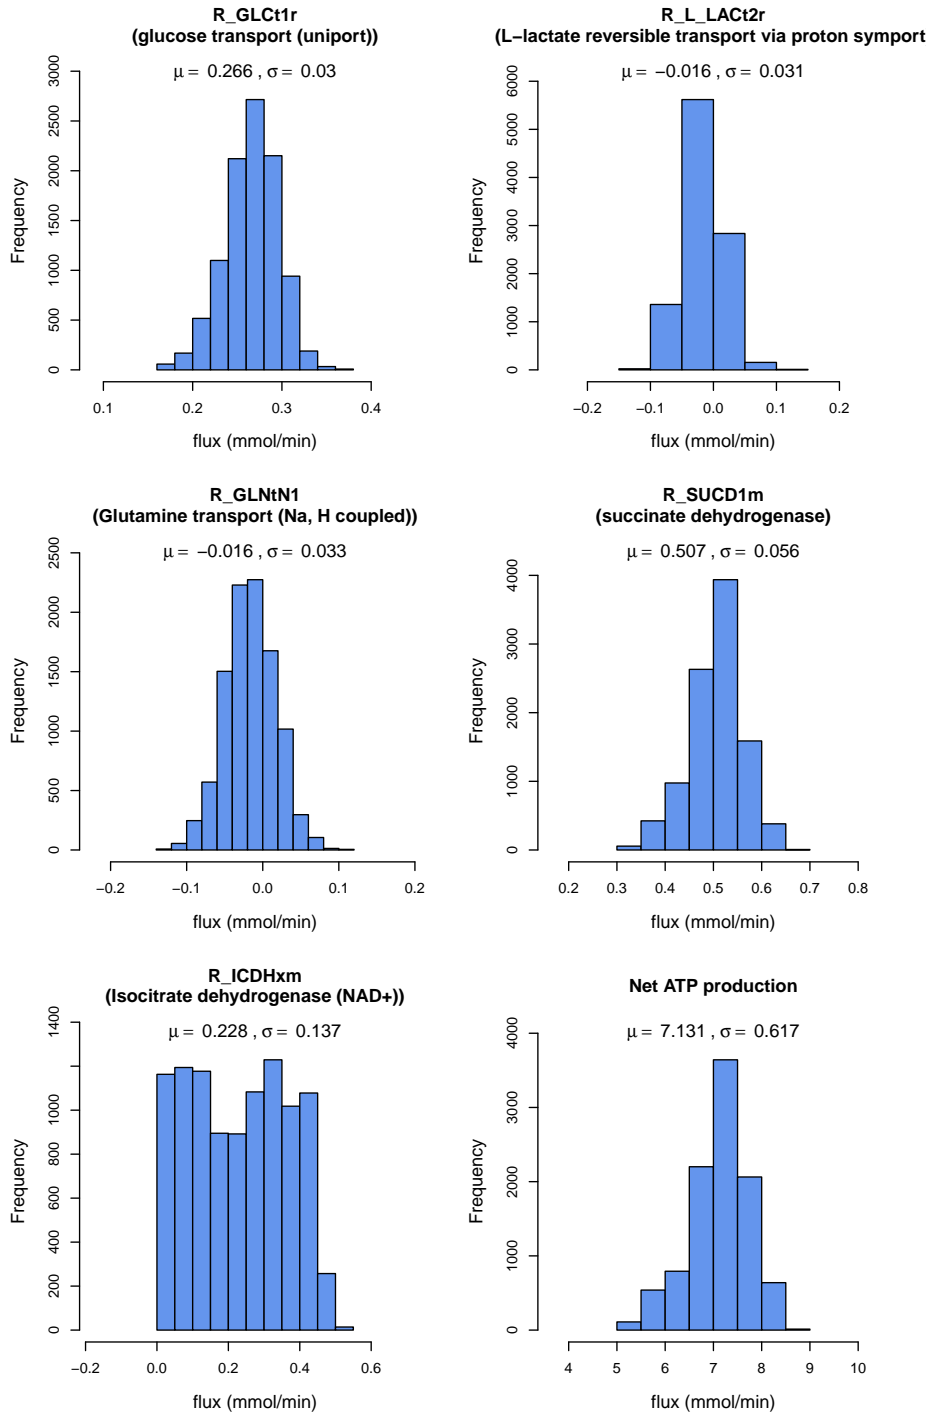 R_GLCt1r
(glucose transport (uniport))
μ = 0.266 , σ = 0.03
Frequency
3000
2500
2000
1500
1000
500
0
0.1 0.2 0.3 0.4
flux (mmol/min)
R_L_LACt2r
(L−lactate reversible transport via proton symport
μ = −0.016 , σ = 0.031
Frequency
6000
5000
4000
3000
2000
1000
0
−0.2 −0.1 0.0 0.1 0.2
flux (mmol/min)
R_GLNtN1
(Glutamine transport (Na, H coupled))
μ = −0.016 , σ = 0.033
Frequency
2500
2000
1500
1000
500
0
−0.2 −0.1 0.0 0.1 0.2
flux (mmol/min)
R_SUCD1m
(succinate dehydrogenase)
μ = 0.507 , σ = 0.056
Frequency
4000
3000
2000
1000
0
0.2 0.3 0.4 0.5 0.6 0.7 0.8
flux (mmol/min)
R_ICDHxm
(Isocitrate dehydrogenase (NAD+))
μ = 0.228 , σ = 0.137
Frequency
1400
1000
800
600
400
200
0
−0.2 0.0 0.2 0.4 0.6
flux (mmol/min)
Net ATP production
μ = 7.131 , σ = 0.617
Frequency
4000
3000
2000
1000
0
4 5 6 7 8 9 10
flux (mmol/min)